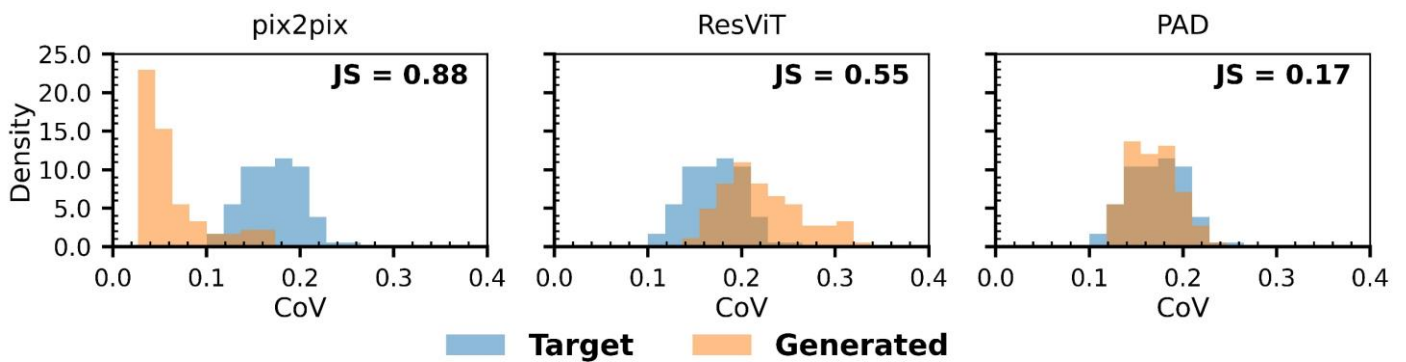 pix2pix ResViT PAD
25.0
20.0
15.0
10.0
5.0
0.0
Density
JS = 0.88 JS = 0.55 JS = 0.17
0.0 0.1 0.2 0.3 0.4 0.0 0.1 0.2 0.3 0.4 0.0 0.1 0.2 0.3 0.4
CoV CoV CoV
Target Generated